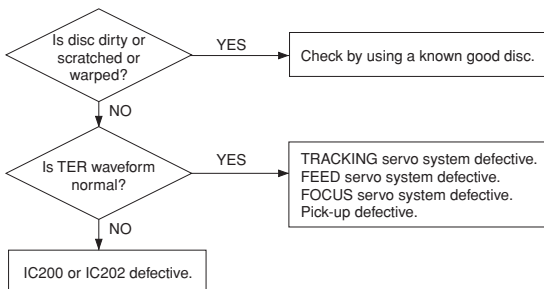 Is disc dirty or
scratched or
warped?
YES
Check by using a known good disc.
NO
Is TER waveform
normal?
YES
TRACKING servo system defective.
FEED servo system defective.
FOCUS servo system defective.
Pick-up defective.
NO
IC200 or IC202 defective.